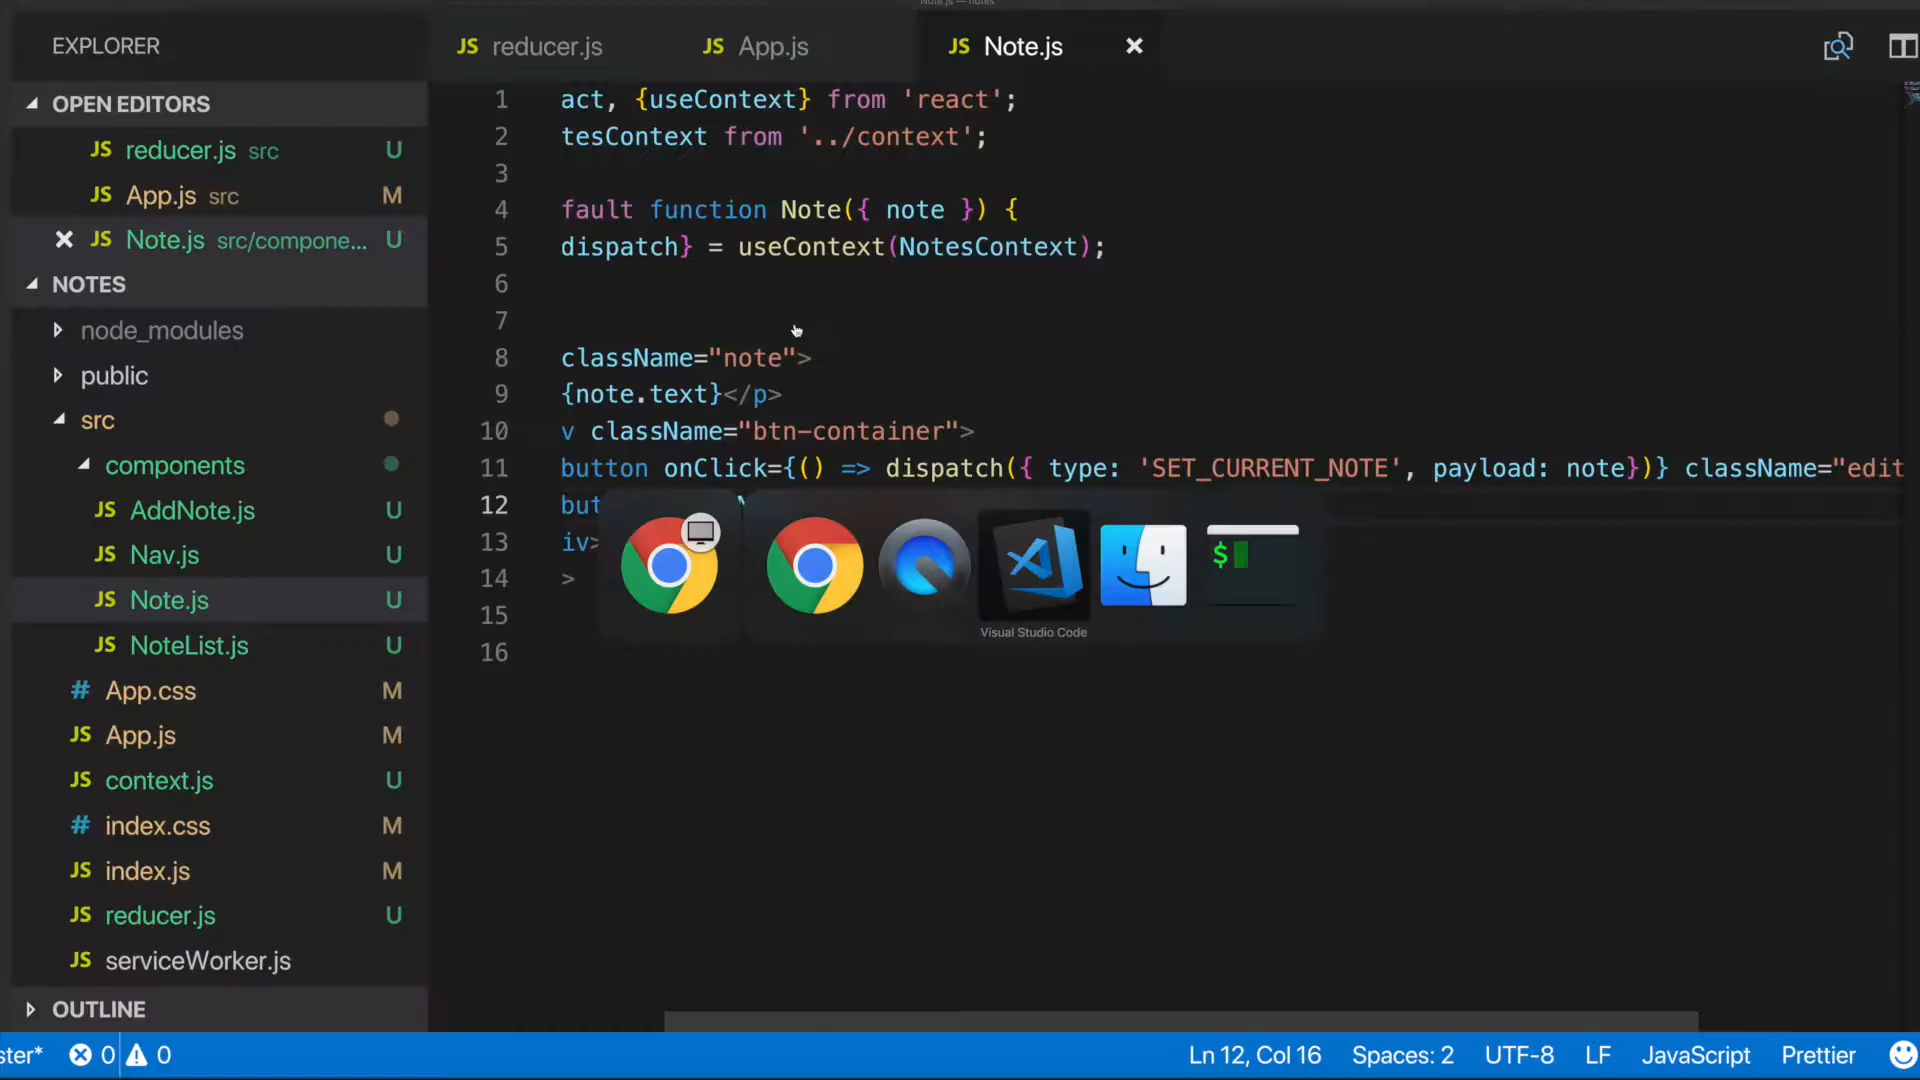 Note.js — notes
EXPLORER
JS reducer.js
JS App.js
JS Note.js
OPEN EDITORS
JS reducer.js src U
JS App.js src M
JS Note.js src/compone... U
NOTES
node_modules
public
src
components
JS AddNote.js U
JS Nav.js U
JS Note.js U
JS NoteList.js U
# App.css M
JS App.js M
JS context.js U
# index.css M
JS index.js M
JS reducer.js U
JS serviceWorker.js
OUTLINE
1 act, {useContext} from 'react';
2 tesContext from '../context';
3
4 fault function Note({ note }) {
5 dispatch} = useContext(NotesContext);
6
7
8 className="note">
9 {note.text}</p>
10 v className="btn-container">
11 button onClick={() => dispatch({ type: 'SET_CURRENT_NOTE', payload: note})} className="edit
12 but
13 iv>
14 >
15
16
$
Visual Studio Code
ster* 0 0 Ln 12, Col 16 Spaces: 2 UTF-8 LF JavaScript Prettier